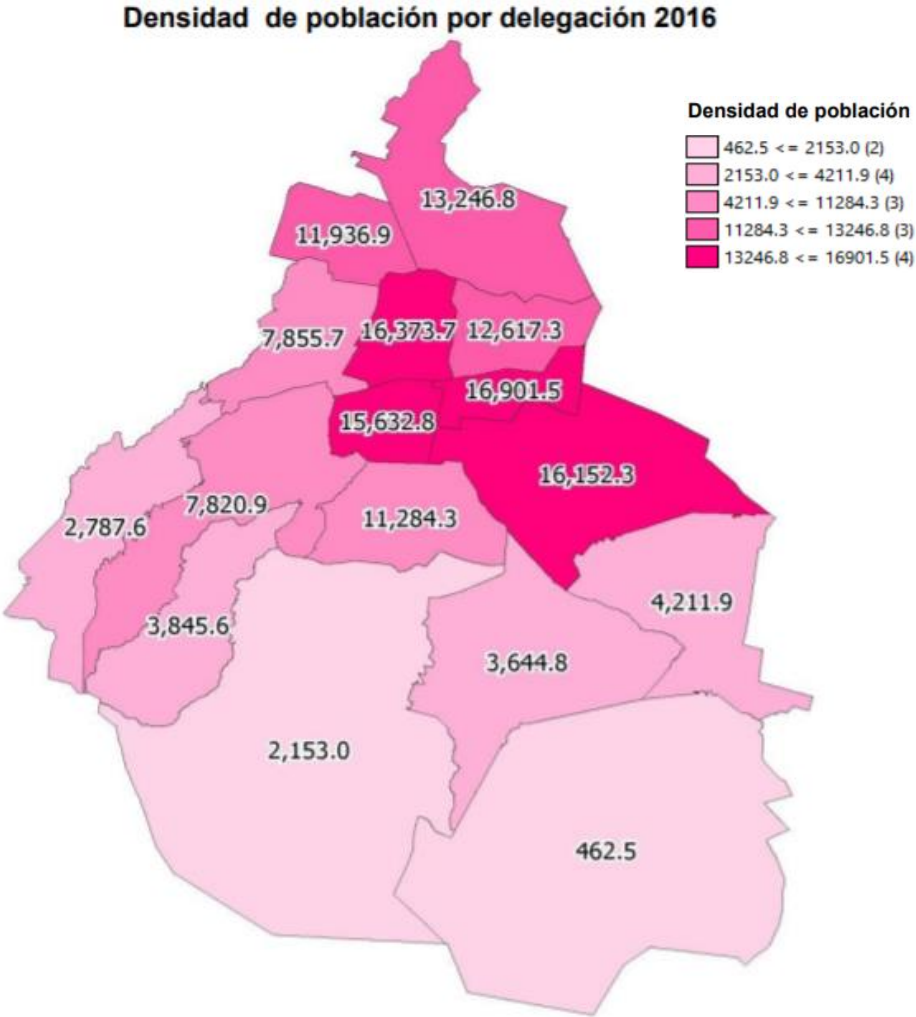 Densidad de población por delegación 2016
Densidad de población
462.5 <= 2153.0 (2)
2153.0 <= 4211.9 (4)
4211.9 <= 11284.3 (3)
11284.3 <= 13246.8 (3)
13246.8 <= 16901.5 (4)
13,246.8
11,936.9
7,855.7
16,373.7
12,617.3
16,901.5
15,632.8
16,152.3
7,820.9
2,787.6
11,284.3
3,845.6
4,211.9
3,644.8
2,153.0
462.5